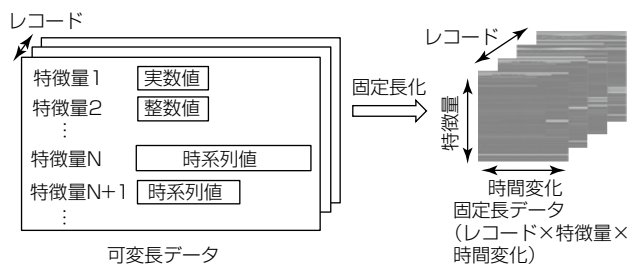 レコード
特徴量1 実数値
特徴量2 整数値
…
特徴量N 時系列値
特徴量N+1 時系列値
…
可変長データ
固定長化
レコード
特徴量
時間変化
固定長データ
(レコード×特徴量×
時間変化)